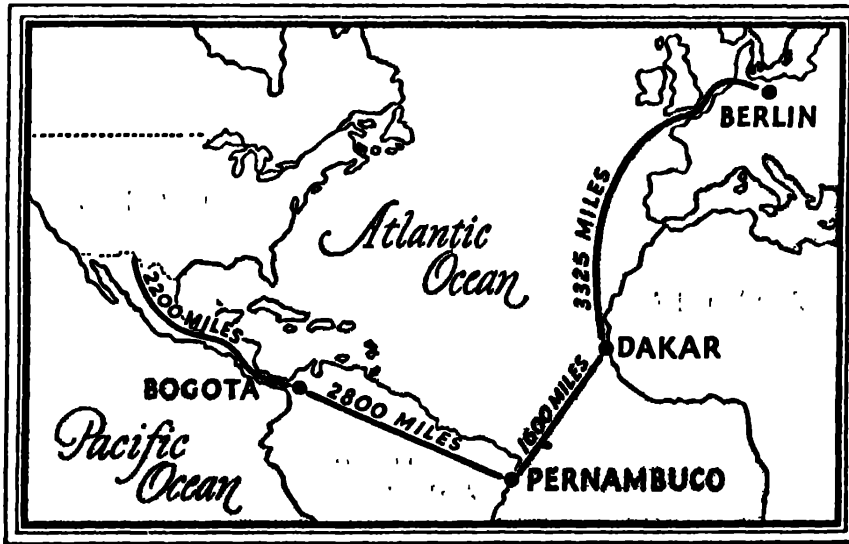 BERLIN
3325 MILES
Atlantic
Ocean
2200 MILES
DAKAR
BOGOTA
2800 MILES
1600 MILES
Pacific
Ocean
PERNAMBUCO